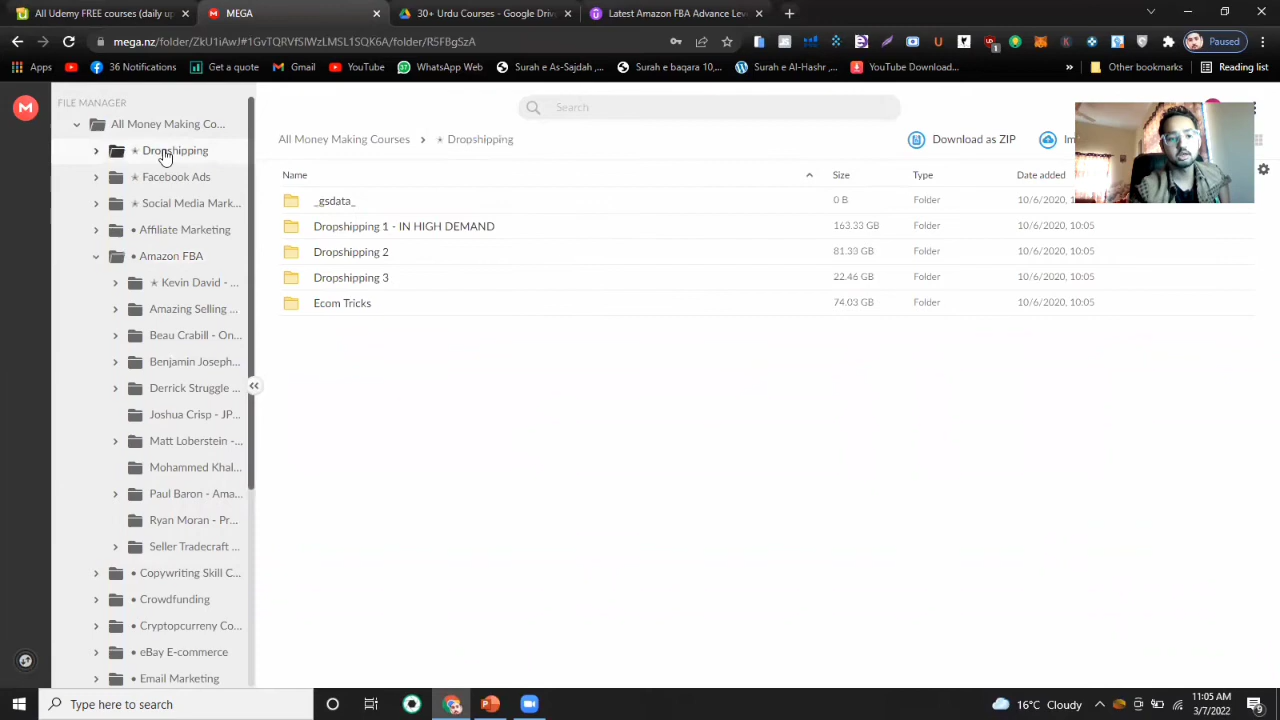 All Udemy FREE courses (daily up
MEGA
30+ Urdu Courses - Google Driv
Latest Amazon FBA Advance Lev
mega.nz/folder/ZkU1iAwJ#1GvTQRVfSlWzLMSL1SQK6A/folder/R5FBgSzA
Paused
Apps
36 Notifications
Get a quote
Gmail
YouTube
WhatsApp Web
Surah e As-Sajdah ,...
Surah e baqara 10,...
Surah e Al-Hashr ,...
YouTube Download...
»
Other bookmarks
Reading list
FILE MANAGER
All Money Making Co...
★ Dropshipping
★ Facebook Ads
★ Social Media Mark...
• Affiliate Marketing
• Amazon FBA
★ Kevin David - ...
Amazing Selling ...
Beau Crabill - On...
Benjamin Joseph...
Derrick Struggle ...
Joshua Crisp - JP...
Matt Loberstein -...
Mohammed Khal...
Paul Baron - Ama...
Ryan Moran - Pr...
Seller Tradecraft ...
• Copywriting Skill C...
• Crowdfunding
• Cryptopcurreny Co...
• eBay E-commerce
• Email Marketing
Search
All Money Making Courses > ★ Dropshipping
Download as ZIP
Im
Name Size Type Date added
_gsdata_ 0 B Folder 10/6/2020, 10:05
Dropshipping 1 - IN HIGH DEMAND 163.33 GB Folder 10/6/2020, 10:05
Dropshipping 2 81.33 GB Folder 10/6/2020, 10:05
Dropshipping 3 22.46 GB Folder 10/6/2020, 10:05
Ecom Tricks 74.03 GB Folder 10/6/2020, 10:05
Type here to search
16°C Cloudy
11:05 AM
3/7/2022